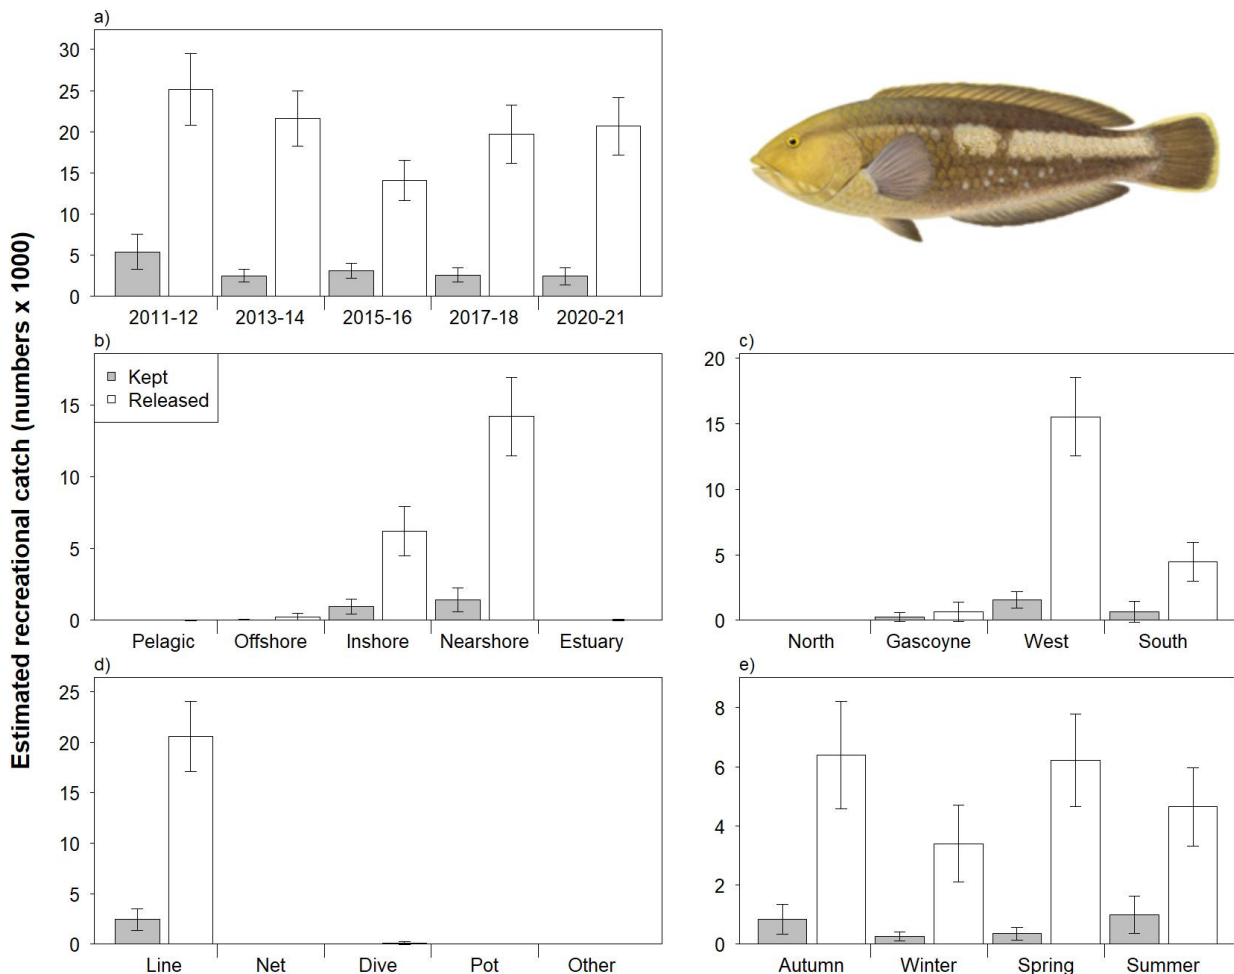 Estimated recreational catch (numbers x 1000)
a)
30
25
20
15
10
5
0
2011-12 2013-14 2015-16 2017-18 2020-21
b)
Kept
Released
15
10
5
0
Pelagic Offshore Inshore Nearshore Estuary
c)
20
15
10
5
0
North Gascoyne West South
d)
25
20
15
10
5
0
Line Net Dive Pot Other
e)
8
6
4
2
0
Autumn Winter Spring Summer